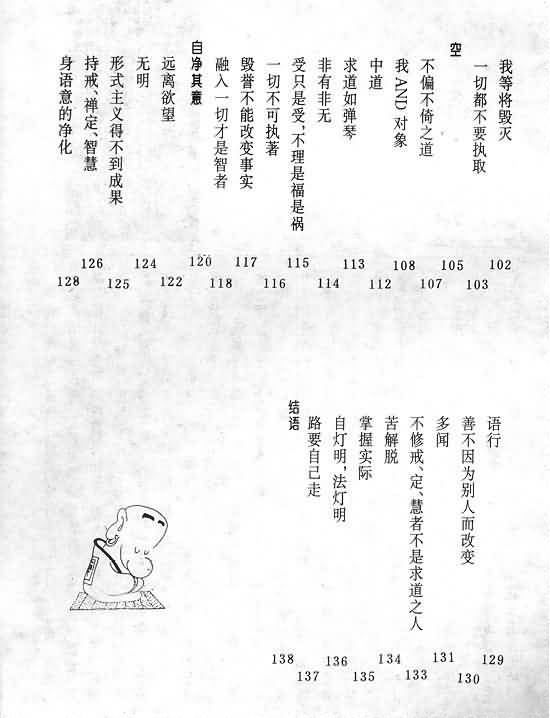 我等将毁灭 102
一切都不要执取 103
空 105
不偏不倚之道 107
我AND对象 108
中道 112
求道如弹琴 113
非有非无 114
受只是受,不理是福是祸 115
一切不可执著 116
毁誉不能改变事实 117
融入一切才是智者 118
自净其意 120
远离欲望 122
无明 124
形式主义得不到成果 125
持戒、禅定、智慧 126
身语意的净化 128
语行 129
善不因为别人而改变 130
多闻 131
不修戒、定、慧者不是求道之人 133
苦解脱 134
掌握实际 135
自灯明,法灯明 136
路要自己走 137
结语 138